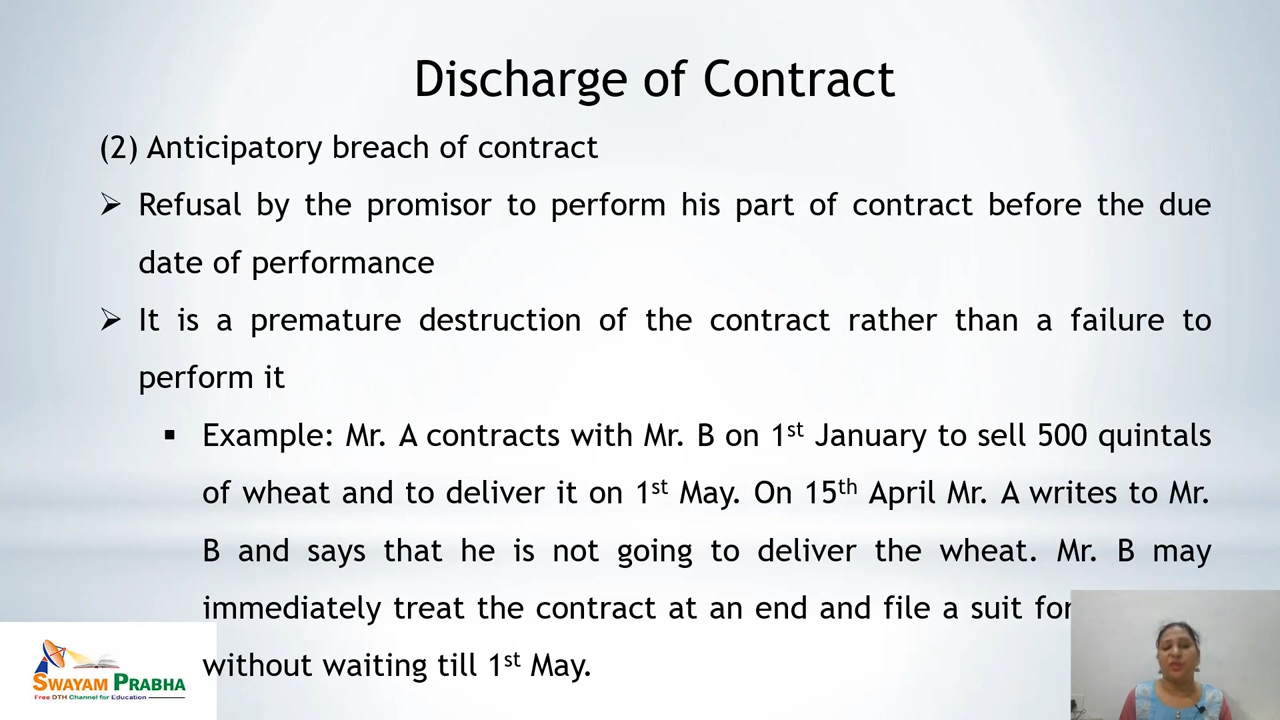 Discharge of Contract
(2) Anticipatory breach of contract
➢ Refusal by the promisor to perform his part of contract before the due
date of performance
➢ It is a premature destruction of the contract rather than a failure to
perform it
▪ Example: Mr. A contracts with Mr. B on 1st January to sell 500 quintals
of wheat and to deliver it on 1st May. On 15th April Mr. A writes to Mr.
B and says that he is not going to deliver the wheat. Mr. B may
immediately treat the contract at an end and file a suit for
without waiting till 1st May.
SWAYAM PRABHA
Free DTH Channel for Education